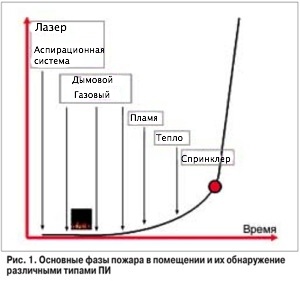 Лазер
Аспирационная
система
Дымовой
Газовый
Пламя
Тепло
Спринклер
Время
Рис. 1. Основные фазы пожара в помещении и их обнаружение
различными типами ПИ